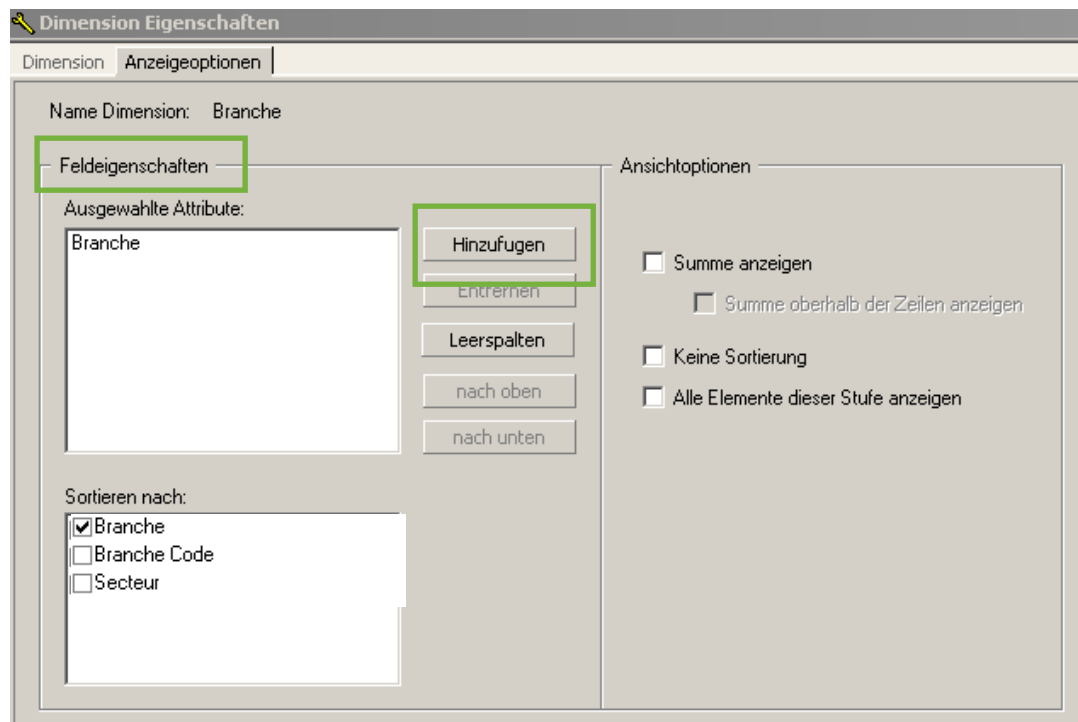 Dimension Eigenschaften
Dimension Anzeigeoptionen
Name Dimension: Branche
Feldeigenschaften
Ausgewahlte Attribute:
Branche
Hinzufugen
Entfernen
Leerspalten
nach oben
nach unten
Sortieren nach:
Branche
Branche Code
Secteur
Ansichtoptionen
Summe anzeigen
Summe oberhalb der Zeilen anzeigen
Keine Sortierung
Alle Elemente dieser Stufe anzeigen